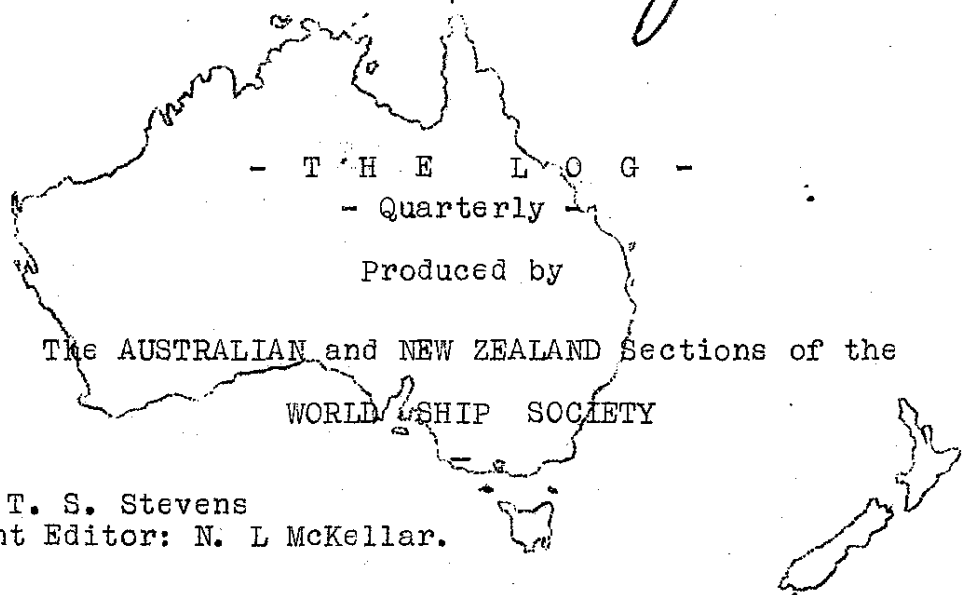 - T H E L O G -
- Quarterly -
Produced by
The AUSTRALIAN and NEW ZEALAND Sections of the
WORLD SHIP SOCIETY
T. S. Stevens
nt Editor: N. L McKellar.